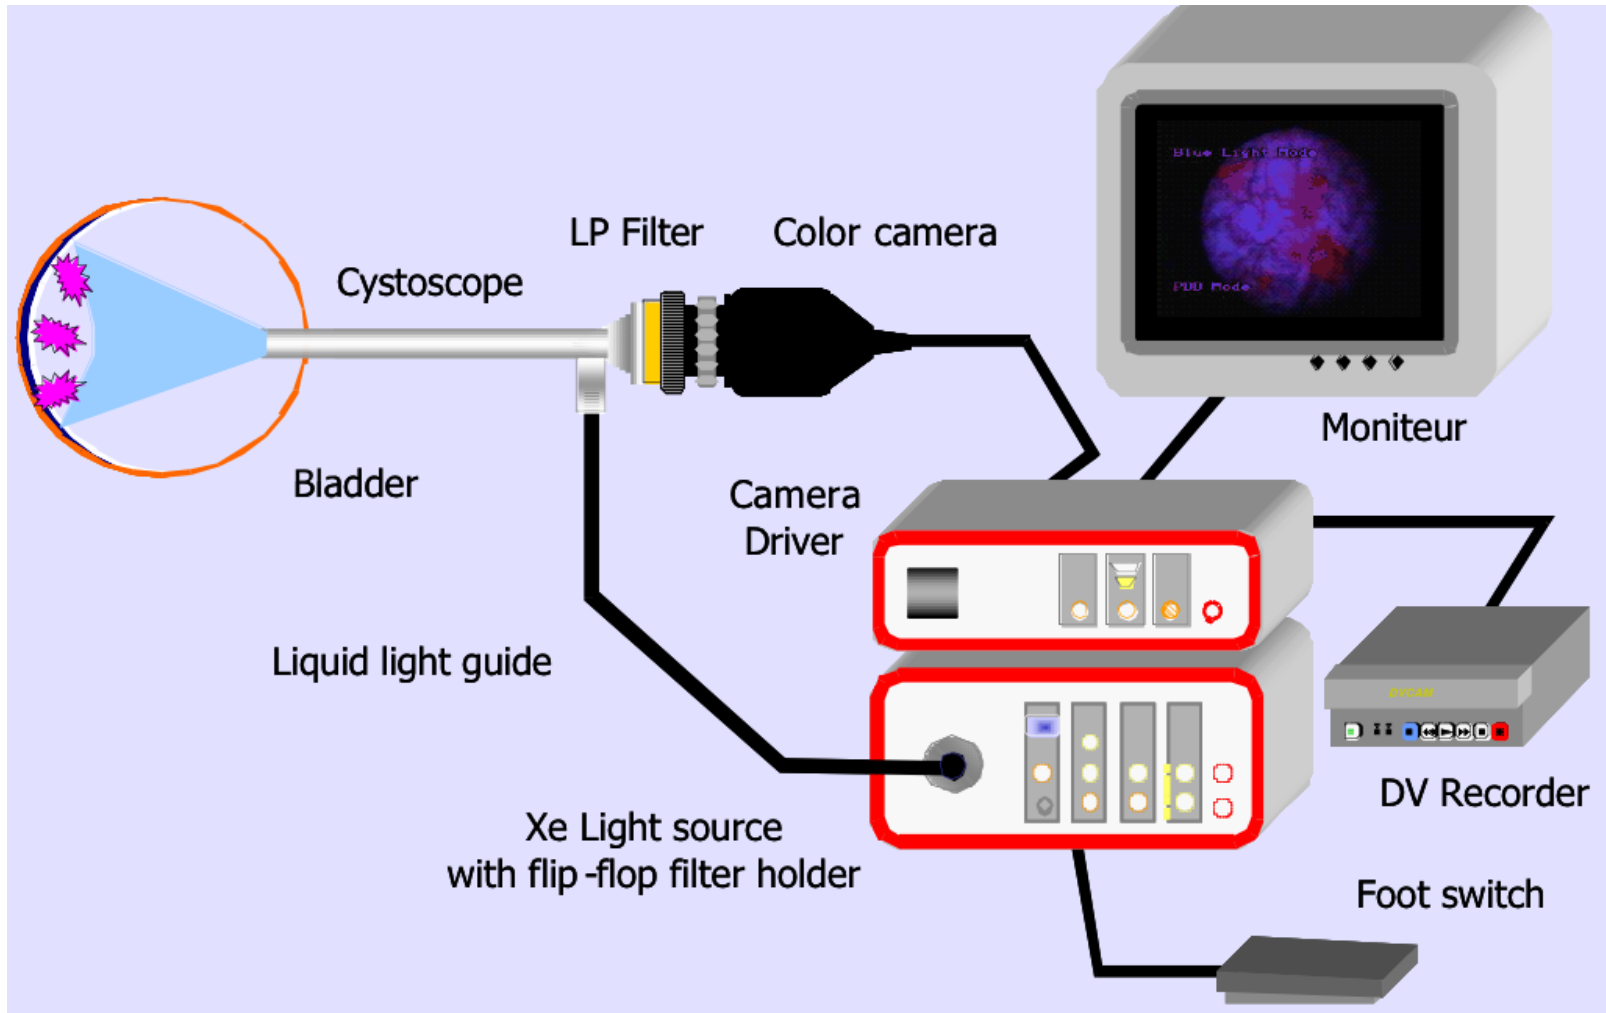 Blue Light Mode
PDD Mode
LP Filter
Color camera
Cystoscope
Moniteur
Bladder
Camera
Driver
Liquid light guide
DVCAM
DV Recorder
Xe Light source
with flip-flop filter holder
Foot switch